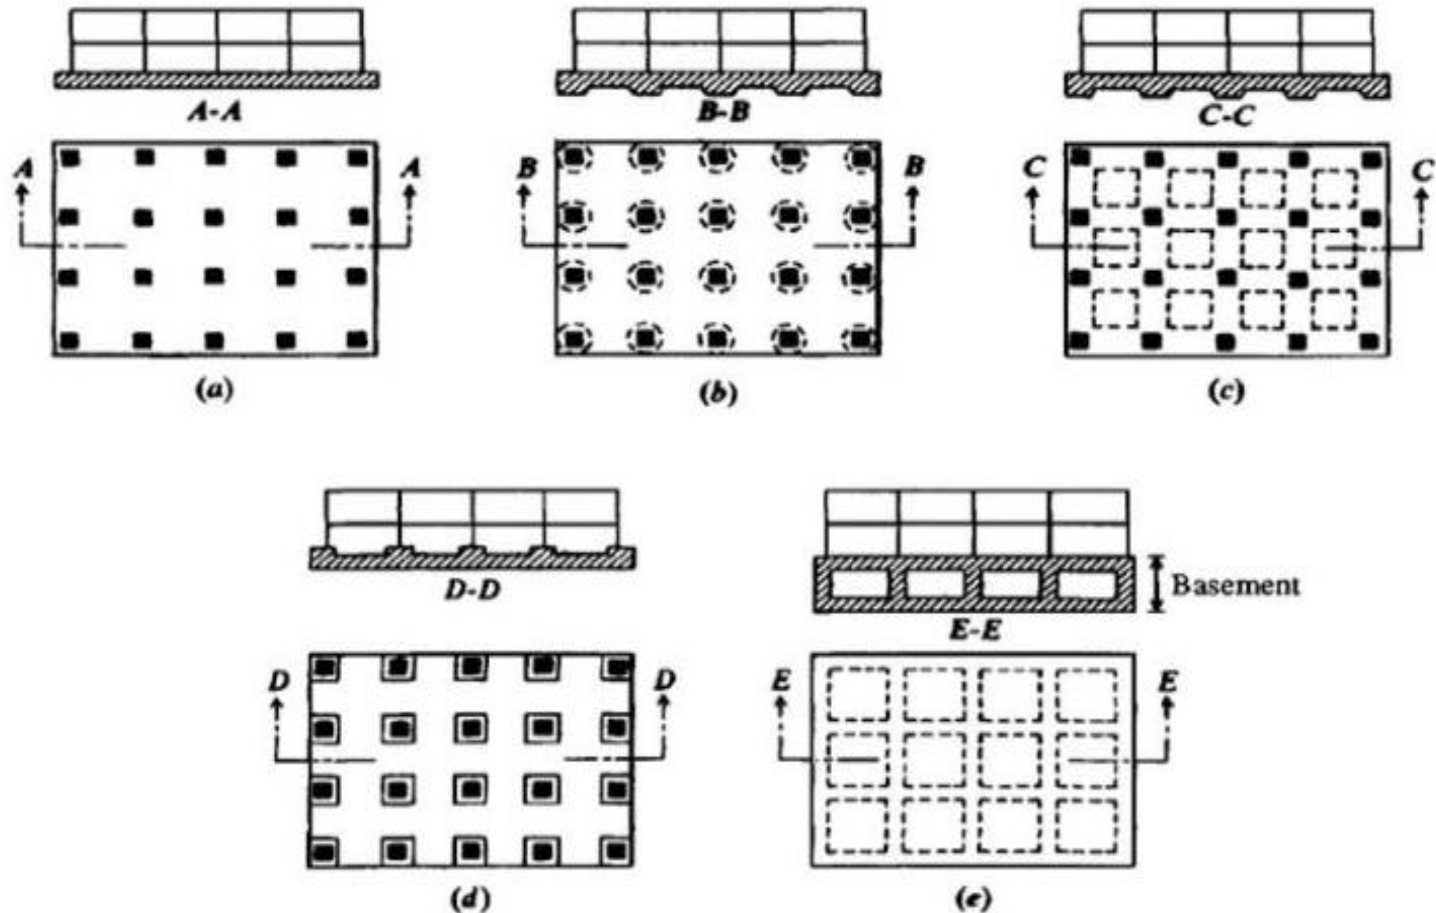 A-A
B-B
C-C
A A
B B
C C
(a)
(b)
(c)
D-D
Basement
E-E
D D
E E
(d)
(e)